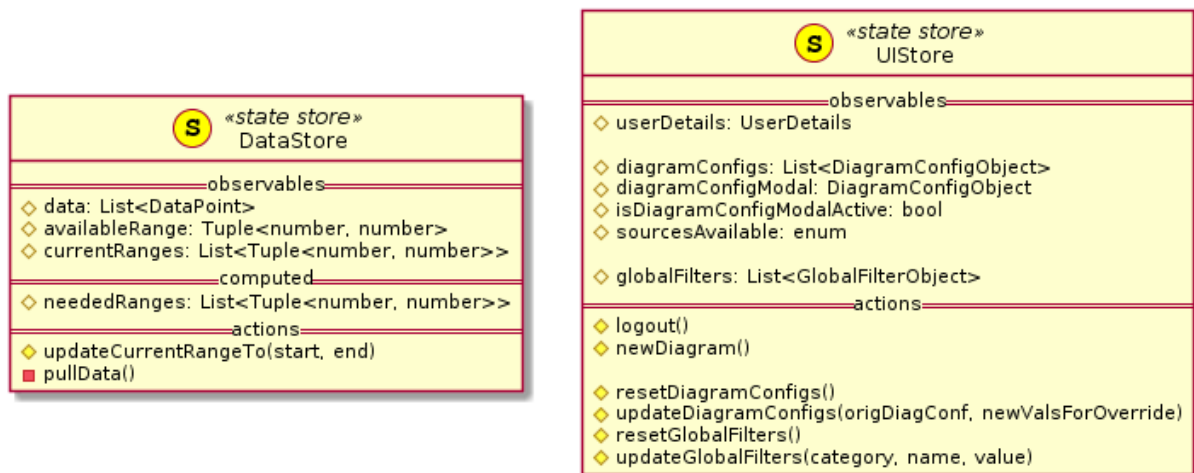 S
«state store»
DataStore
observables
data: List<DataPoint>
availableRange: Tuple<number, number>
currentRanges: List<Tuple<number, number>>
computed
neededRanges: List<Tuple<number, number>>
actions
updateCurrentRangeTo(start, end)
pullData()
S
«state store»
UIStore
observables
userDetails: UserDetails
diagramConfigs: List<DiagramConfigObject>
diagramConfigModal: DiagramConfigObject
isDiagramConfigModalActive: bool
sourcesAvailable: enum
globalFilters: List<GlobalFilterObject>
actions
logout()
newDiagram()
resetDiagramConfigs()
updateDiagramConfigs(origDiagConf, newValsForOverride)
resetGlobalFilters()
updateGlobalFilters(category, name, value)